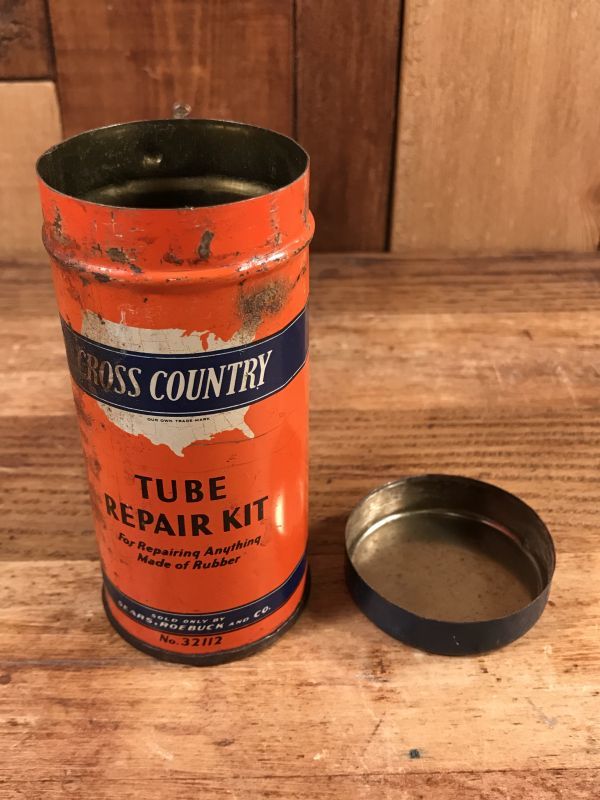 CROSS COUNTRY
OUR OWN TRADE-MARK
TUBE
REPAIR KIT
For Repairing Anything
Made of Rubber
SOLD ONLY BY
SEARS, ROEBUCK AND CO.
No. 32112